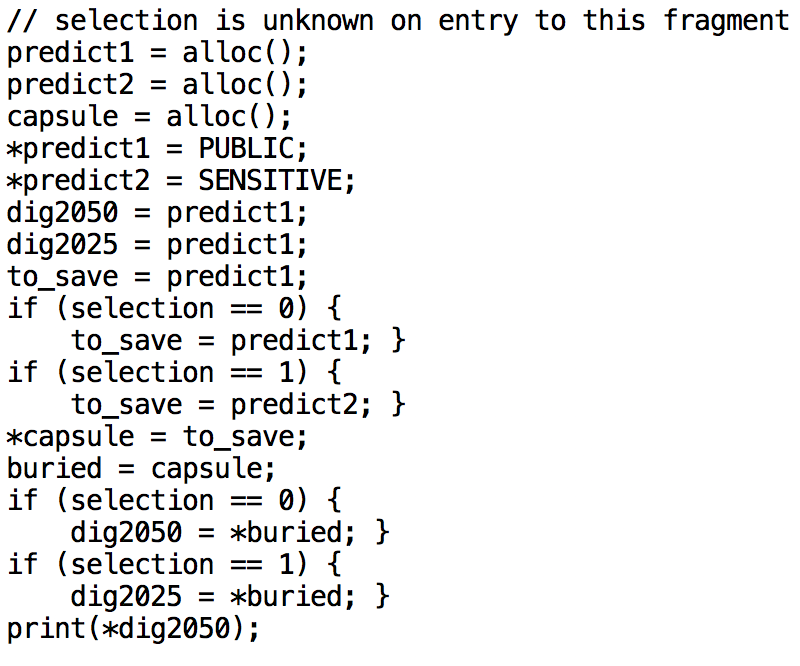 // selection is unknown on entry to this fragment
predict1 = alloc();
predict2 = alloc();
capsule = alloc();
*predict1 = PUBLIC;
*predict2 = SENSITIVE;
dig2050 = predict1;
dig2025 = predict1;
to_save = predict1;
if (selection == 0) {
    to_save = predict1; }
if (selection == 1) {
    to_save = predict2; }
*capsule = to_save;
buried = capsule;
if (selection == 0) {
    dig2050 = *buried; }
if (selection == 1) {
    dig2025 = *buried; }
print(*dig2050);